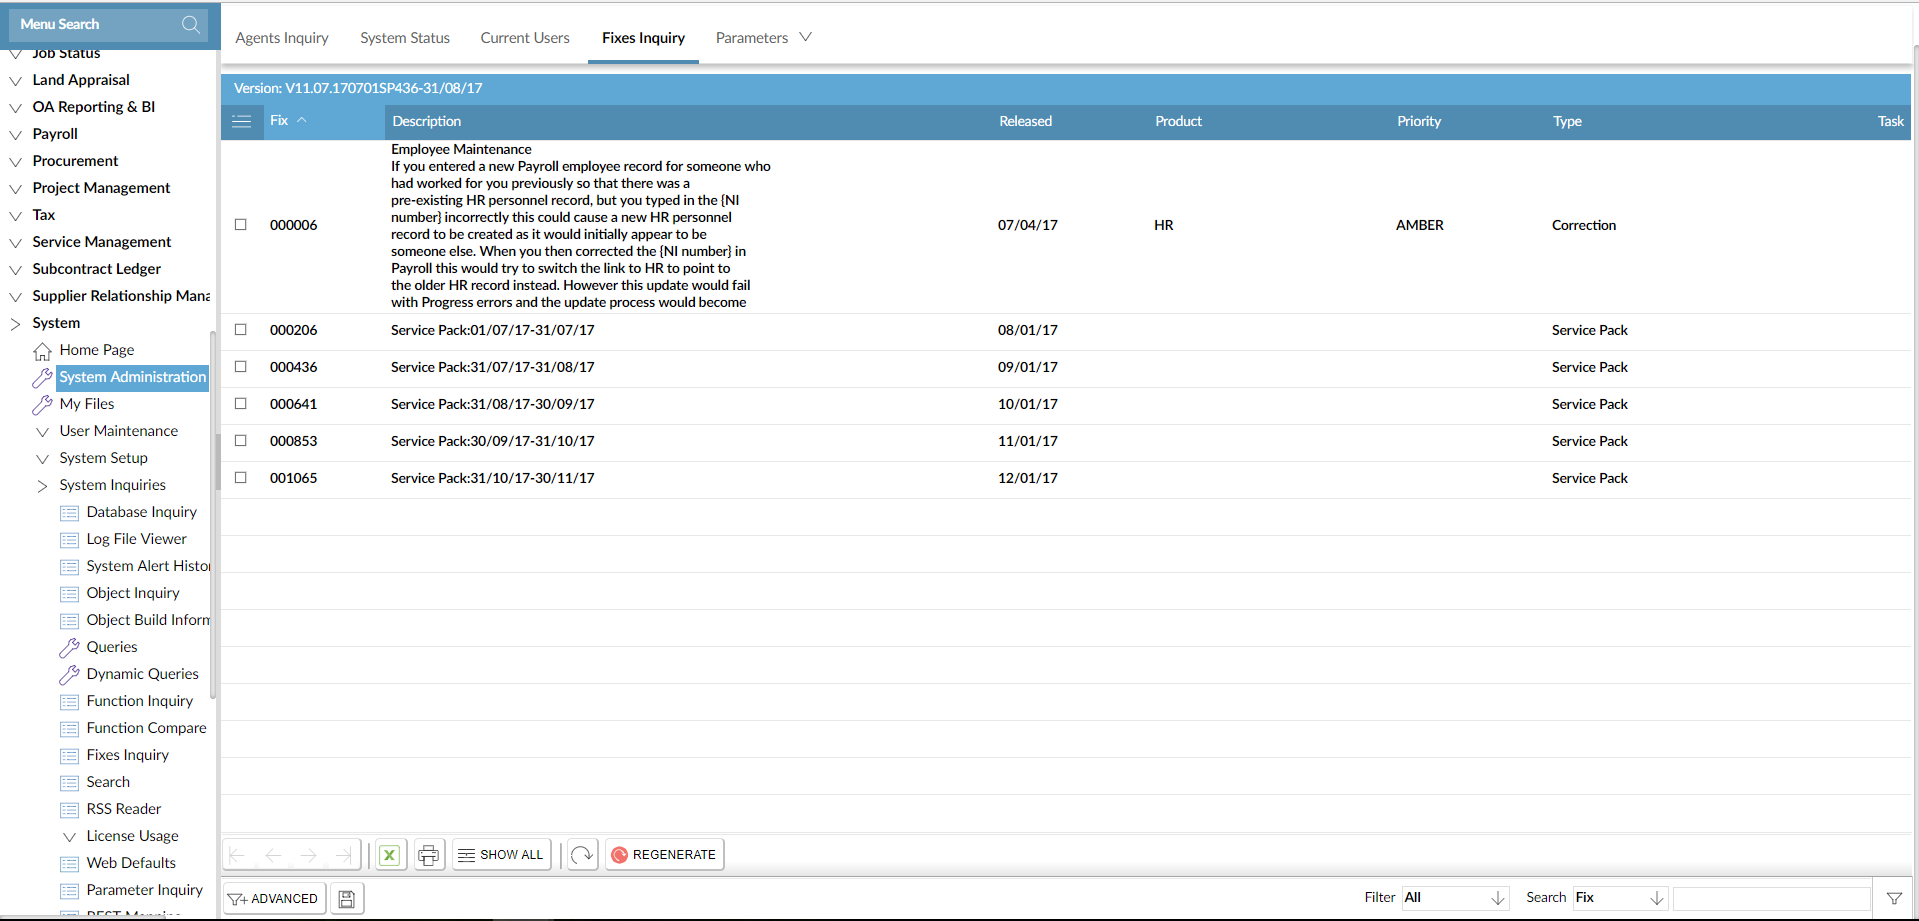 Menu Search
Job Status
Land Appraisal
OA Reporting & BI
Payroll
Procurement
Project Management
Tax
Service Management
Subcontract Ledger
Supplier Relationship Mana
System
Home Page
System Administration
My Files
User Maintenance
System Setup
System Inquiries
Database Inquiry
Log File Viewer
System Alert Histo
Object Inquiry
Object Build Inform
Queries
Dynamic Queries
Function Inquiry
Function Compare
Fixes Inquiry
Search
RSS Reader
License Usage
Web Defaults
Parameter Inquiry
Agents Inquiry System Status Current Users Fixes Inquiry Parameters
Version: V11.07.170701SP436-31/08/17
Fix Description Released Product Priority Type Task
Employee Maintenance
If you entered a new Payroll employee record for someone who
had worked for you previously so that there was a
pre-existing HR personnel record, but you typed in the {NI
number} incorrectly this could cause a new HR personnel
000006 record to be created as it would initially appear to be 07/04/17 HR AMBER Correction
someone else. When you then corrected the {NI number} in
Payroll this would try to switch the link to HR to point to
the older HR record instead. However this update would fail
with Progress errors and the update process would become
000206 Service Pack:01/07/17-31/07/17 08/01/17 Service Pack
000436 Service Pack:31/07/17-31/08/17 09/01/17 Service Pack
000641 Service Pack:31/08/17-30/09/17 10/01/17 Service Pack
000853 Service Pack:30/09/17-31/10/17 11/01/17 Service Pack
001065 Service Pack:31/10/17-30/11/17 12/01/17 Service Pack
SHOW ALL REGENERATE
ADVANCED Filter All Search Fix